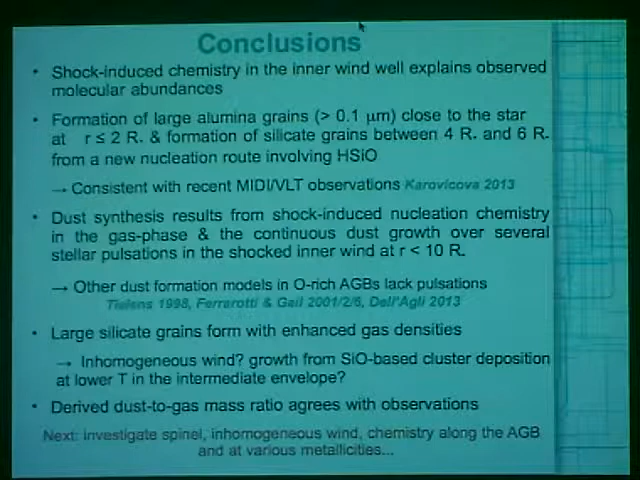 Conclusions
• Shock-induced chemistry in the inner wind well explains observed
molecular abundances
• Formation of large alumina grains (> 0.1 μm) close to the star
at r ≤ 2 R. & formation of silicate grains between 4 R. and 6 R.
from a new nucleation route involving HSiO
→ Consistent with recent MIDI/VLT observations Karovicova 2013
• Dust synthesis results from shock-induced nucleation chemistry
in the gas-phase & the continuous dust growth over several
stellar pulsations in the shocked inner wind at r < 10 R.
→ Other dust formation models in O-rich AGBs lack pulsations
Tielens 1998, Ferrarotti & Gail 2001/2/6, Dell'Agli 2013
• Large silicate grains form with enhanced gas densities
→ Inhomogeneous wind? growth from SiO-based cluster deposition
at lower T in the intermediate envelope?
• Derived dust-to-gas mass ratio agrees with observations
Next: investigate spinel, inhomogeneous wind, chemistry along the AGB
and at various metallicities...